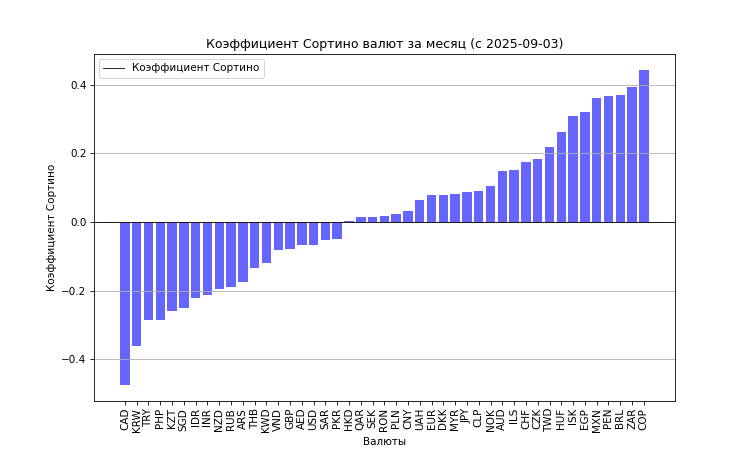 Коэффициент Сортино валют за месяц (с 2025-09-03)
Коэффициент Сортино
Коэффициент Сортино
0.4
0.2
0.0
−0.2
−0.4
CAD
KRW
TRY
PHP
KZT
SGD
IDR
INR
NZD
RUB
ARS
THB
KWD
VND
GBP
AED
USD
SAR
PKR
HKD
QAR
SEK
RON
PLN
CNY
UAH
EUR
DKK
MYR
JPY
CLP
NOK
AUD
ILS
CHF
CZK
TWD
HUF
ISK
EGP
MXN
PEN
BRL
ZAR
COP
Валюты